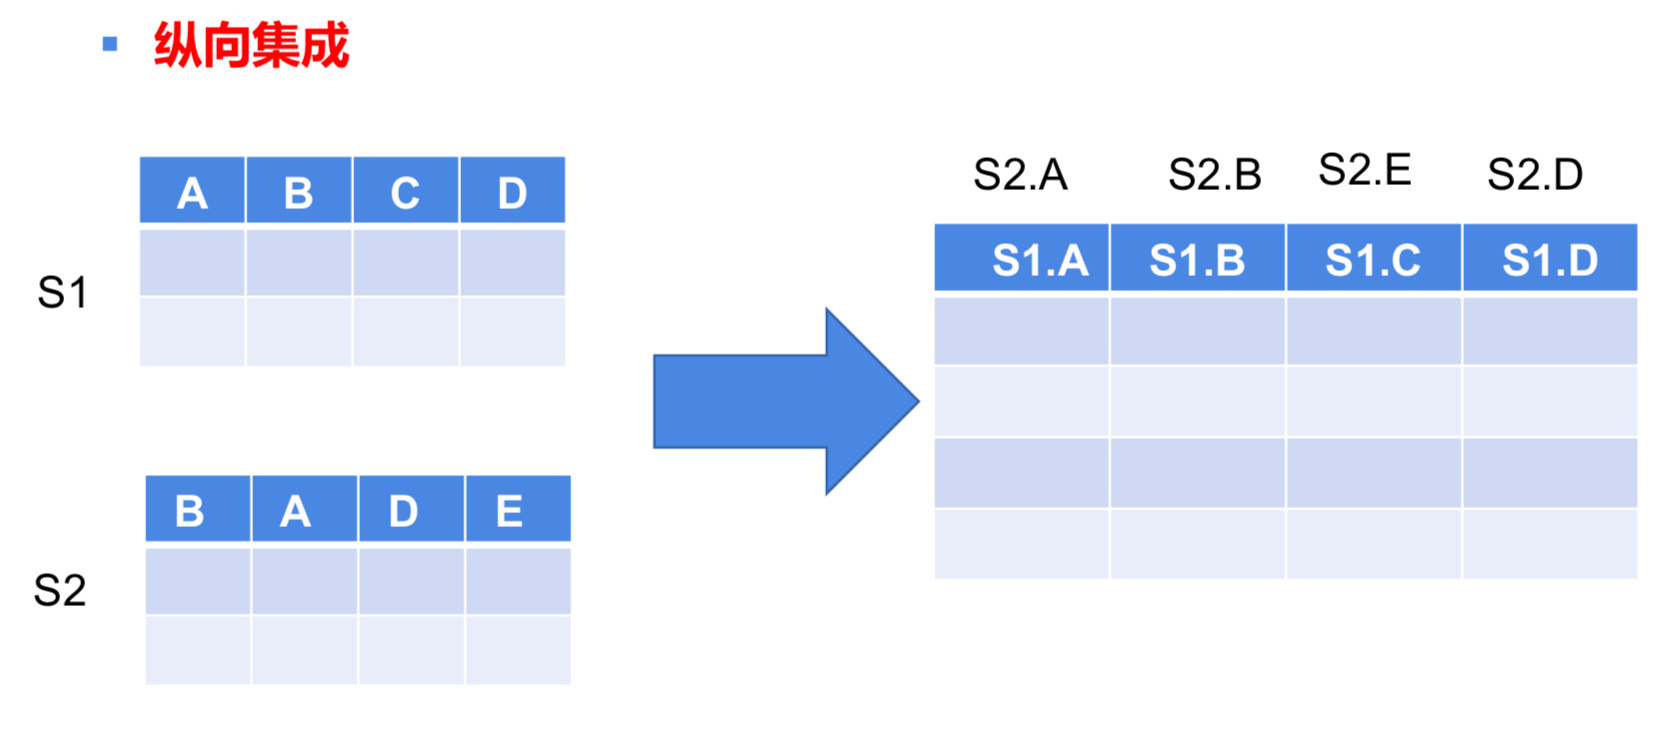 纵向集成
A B C D
S1
B A D E
S2
S2.A S2.B S2.E S2.D
S1.A S1.B S1.C S1.D